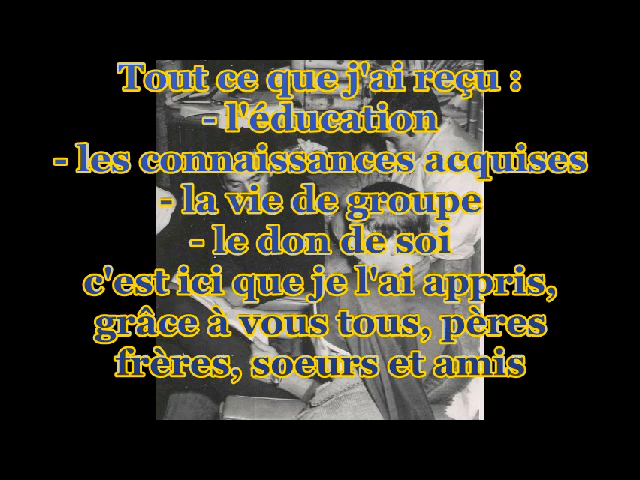 Tout ce que j'ai reçu :
- l'éducation
- les connaissances acquises
- la vie de groupe
- le don de soi
c'est ici que je l'ai appris,
grâce à vous tous, pères
frères, soeurs et amis